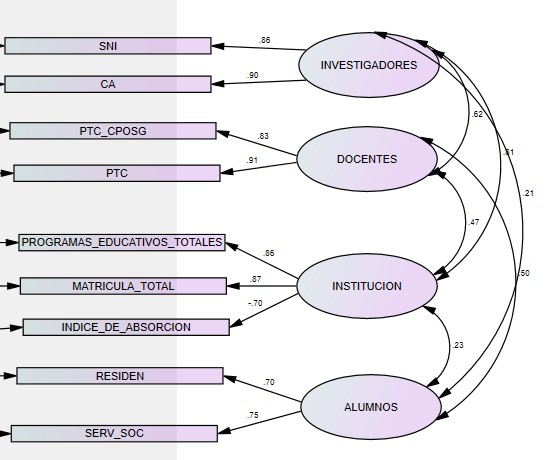 SNI
.86
INVESTIGADORES
CA
.90
PTC_CPOSG
.83
.62
DOCENTES
.91
PTC
.21
.47
PROGRAMAS_EDUCATIVOS_TOTALES
.86
.87
MATRICULA_TOTAL
INSTITUCION
.50
-.70
INDICE_DE_ABSORCION
.23
RESIDEN
.70
ALUMNOS
.75
SERV_SOC